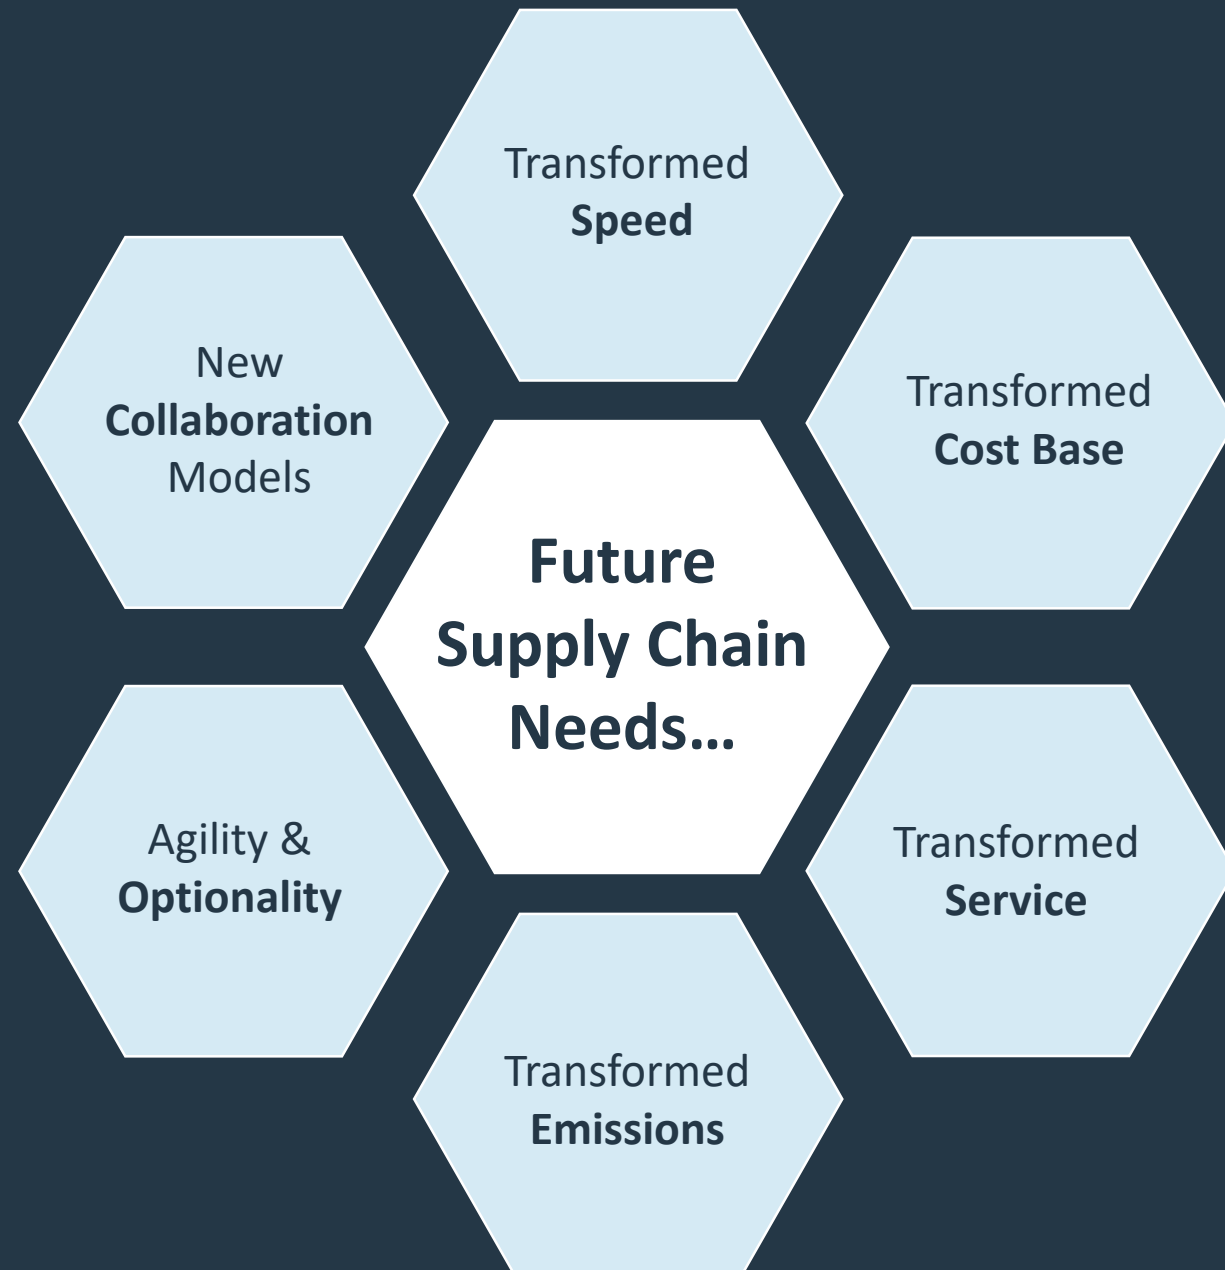 Transformed
Speed
New
Collaboration
Models
Transformed
Cost Base
Future
Supply Chain
Needs…
Agility &
Optionality
Transformed
Service
Transformed
Emissions